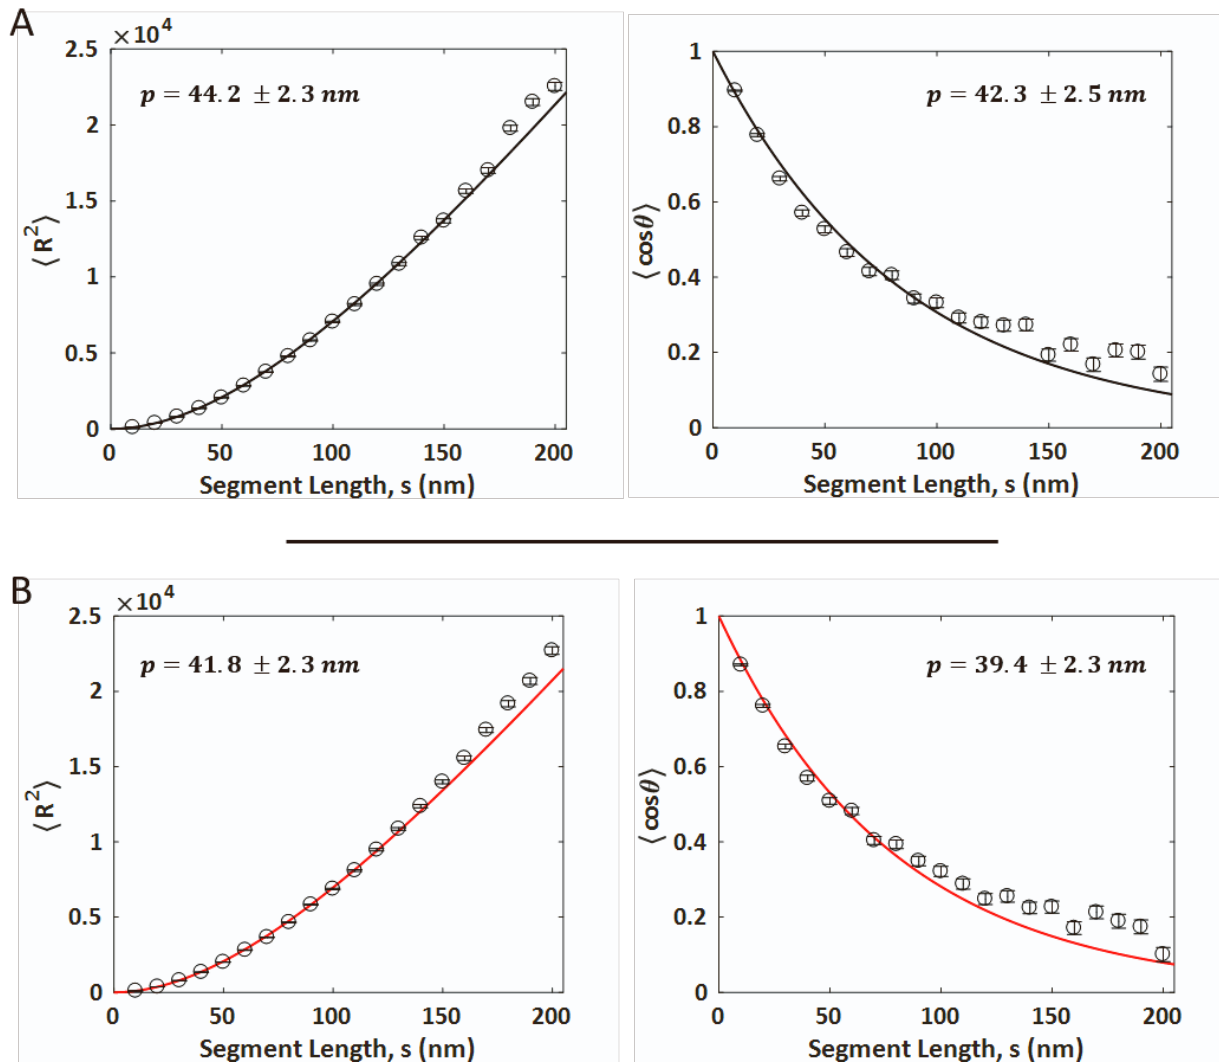 A
×10⁴
2.5
2
1.5
1
0.5
0
0 50 100 150 200
⟨R²⟩
Segment Length, s (nm)
p = 44.2 ± 2.3 nm
1
0.8
0.6
0.4
0.2
0
0 50 100 150 200
⟨cosθ⟩
Segment Length, s (nm)
p = 42.3 ± 2.5 nm
B
×10⁴
2.5
2
1.5
1
0.5
0
0 50 100 150 200
⟨R²⟩
Segment Length, s (nm)
p = 41.8 ± 2.3 nm
1
0.8
0.6
0.4
0.2
0
0 50 100 150 200
⟨cosθ⟩
Segment Length, s (nm)
p = 39.4 ± 2.3 nm